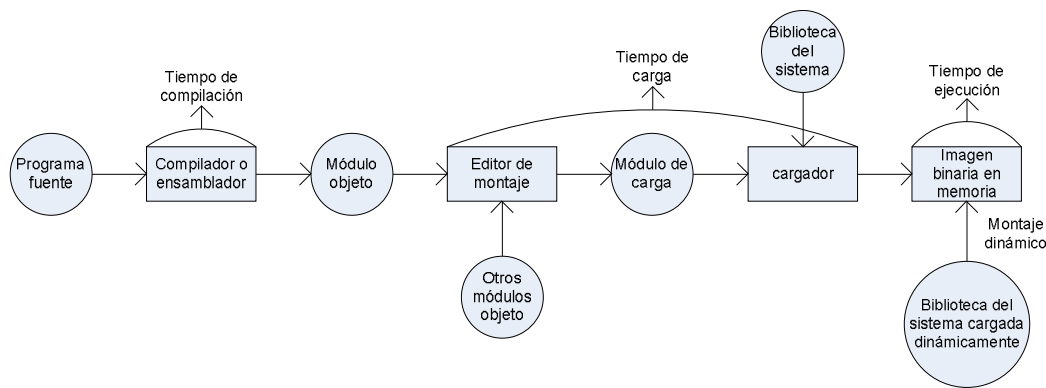 Biblioteca
del
sistema
Tiempo de
carga
Tiempo de
compilación
Tiempo de
ejecución
Programa
fuente
Compilador o
ensamblador
Módulo
objeto
Editor de
montaje
Módulo de
carga
cargador
Imagen
binaria en
memoria
Montaje
dinámico
Otros
módulos
objeto
Biblioteca del
sistema cargada
dinámicamente